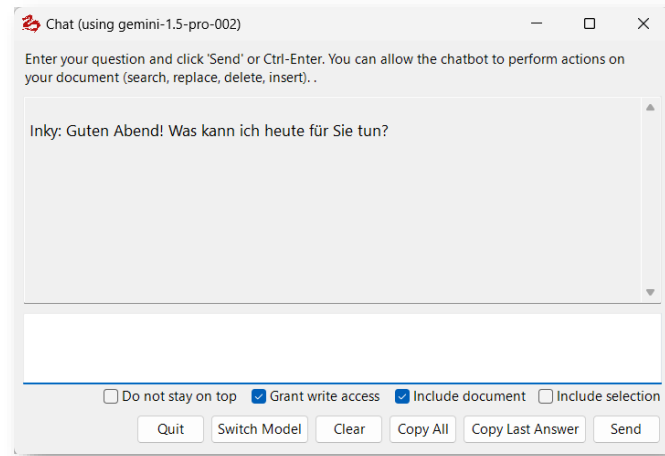 Chat (using gemini-1.5-pro-002)
Enter your question and click 'Send' or Ctrl-Enter. You can allow the chatbot to perform actions on
your document (search, replace, delete, insert). .
Inky: Guten Abend! Was kann ich heute für Sie tun?
Do not stay on top Grant write access Include document Include selection
Quit Switch Model Clear Copy All Copy Last Answer Send